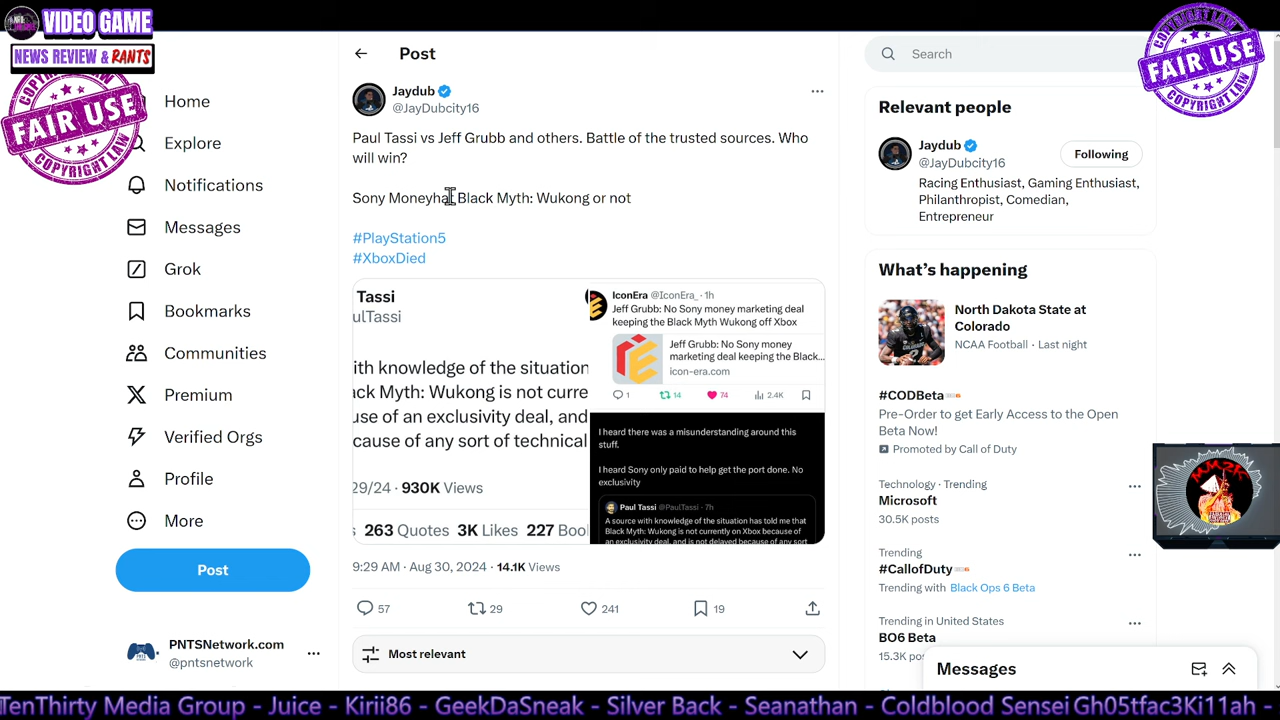 VIDEO GAME
NEWS REVIEW & RANTS
COPYRIGHT LAW
FAIR USE
COPYRIGHT LAW
COPYRIGHT LAW
FAIR USE
COPYRIGHT LAW
Home
Explore
Notifications
Messages
Grok
Bookmarks
Communities
Premium
Verified Orgs
Profile
More
Post
PNTSNetwork.com
@pntsnetwork
Post
Jaydub
@JayDubcity16
Paul Tassi vs Jeff Grubb and others. Battle of the trusted sources. Who
will win?
Sony Moneyha Black Myth: Wukong or not
#PlayStation5
#XboxDied
Tassi
ulTassi
ith knowledge of the situation
ck Myth: Wukong is not curre
use of an exclusivity deal, and
cause of any sort of technical
29/24 · 930K Views
s 263 Quotes 3K Likes 227 Boo
IconEra @IconEra_ · 1h
Jeff Grubb: No Sony money marketing deal
keeping the Black Myth Wukong off Xbox
Jeff Grubb: No Sony money
marketing deal keeping the Black...
icon-era.com
1 14 74 2.4K
I heard there was a misunderstanding around this
stuff.
I heard Sony only paid to help get the port done. No
exclusivity
Paul Tassi @PaulTassi · 7h
A source with knowledge of the situation has told me that
Black Myth: Wukong is not currently on Xbox because of
an exclusivity deal, and is not delayed because of any sort
9:29 AM · Aug 30, 2024 · 14.1K Views
57 29 241 19
Most relevant
Search
Relevant people
Jaydub
@JayDubcity16
Following
Racing Enthusiast, Gaming Enthusiast,
Philanthropist, Comedian,
Entrepreneur
What's happening
North Dakota State at
Colorado
NCAA Football · Last night
#CODBeta
Pre-Order to get Early Access to the Open
Beta Now!
Promoted by Call of Duty
Technology · Trending
Microsoft
30.5K posts
Trending
#CallofDuty
Trending with Black Ops 6 Beta
Trending in United States
BO6 Beta
15.3K po
Messages
MM2K
TenThirty Media Group - Juice - Kirii86 - GeekDaSneak - Silver Back - Seanathan - Coldblood Sensei Gh05tfac3Ki11ah -